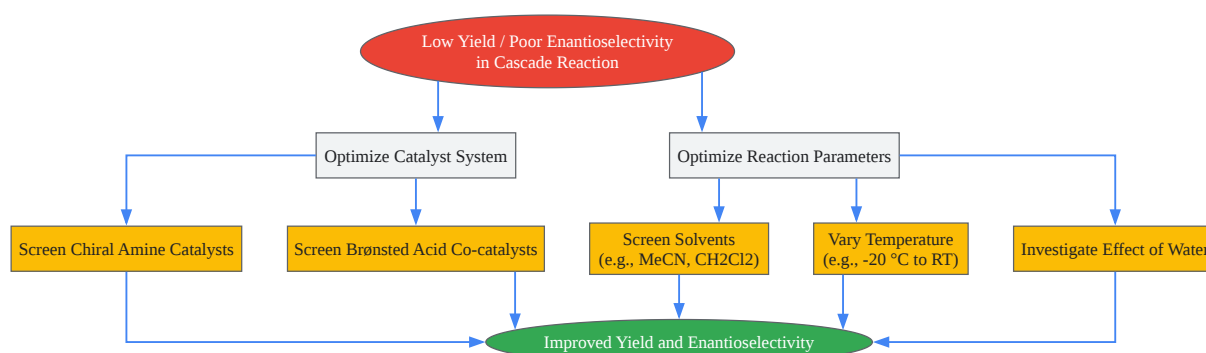 Low Yield / Poor Enantioselectivity
in Cascade Reaction
Optimize Catalyst System
Optimize Reaction Parameters
Screen Chiral Amine Catalysts
Screen Brønsted Acid Co-catalysts
Screen Solvents
(e.g., MeCN, CH2Cl2)
Vary Temperature
(e.g., -20 °C to RT)
Investigate Effect of Water
Improved Yield and Enantioselectivity